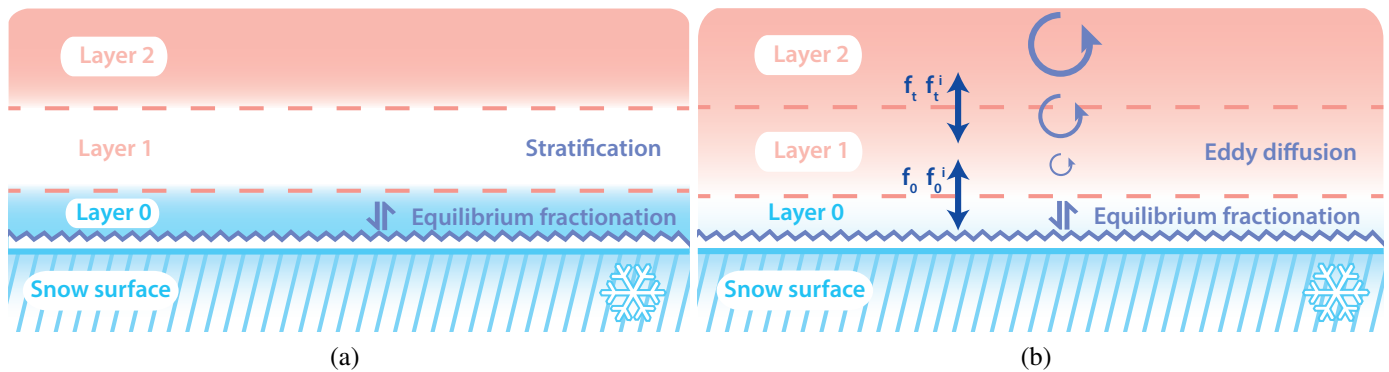 Layer 2
Layer 1
Stratification
Layer 0
Equilibrium fractionation
Snow surface
(a)
Layer 2
f_t f_t^i
Layer 1
Eddy diffusion
f_0 f_0^i
Layer 0
Equilibrium fractionation
Snow surface
(b)